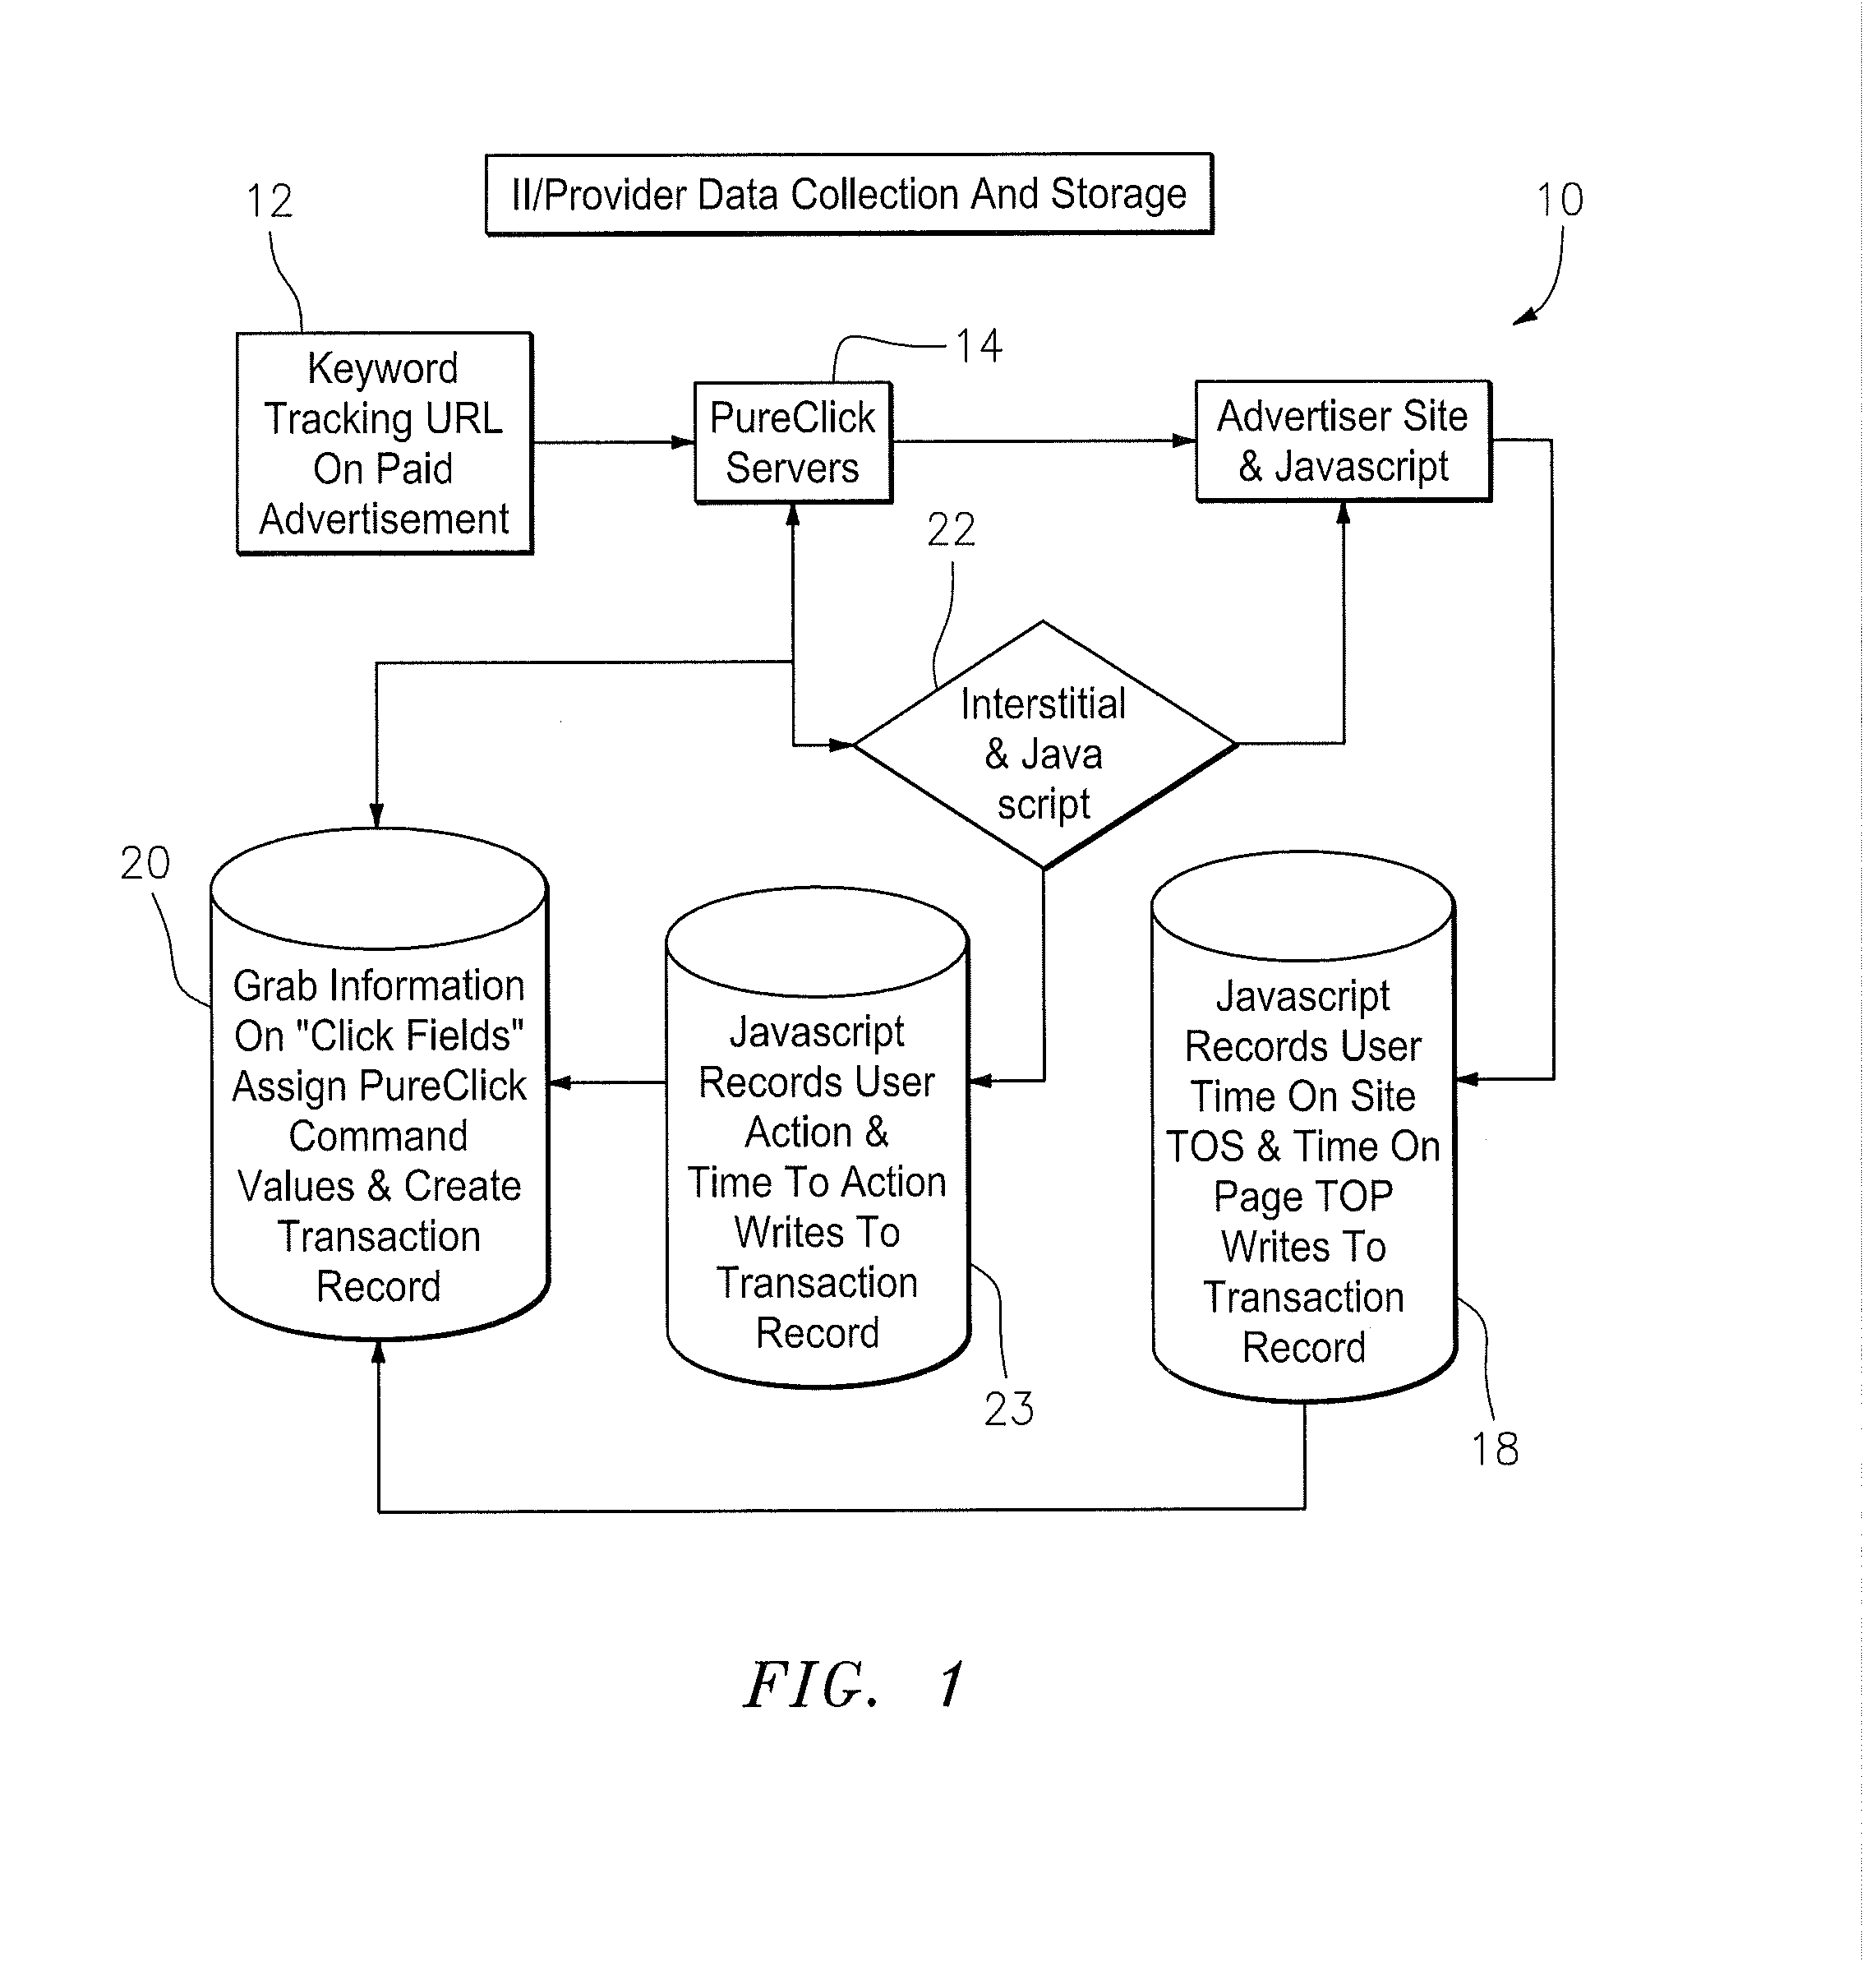 II/Provider Data Collection And Storage
12
10
Keyword
Tracking URL
On Paid
Advertisement
14
PureClick
Servers
Advertiser Site
& Javascript
22
Interstitial
& Java
script
20
Grab Information
On "Click Fields"
Assign PureClick
Command
Values & Create
Transaction
Record
Javascript
Records User
Action &
Time To Action
Writes To
Transaction
Record
23
Javascript
Records User
Time On Site
TOS & Time On
Page TOP
Writes To
Transaction
Record
18
FIG. 1